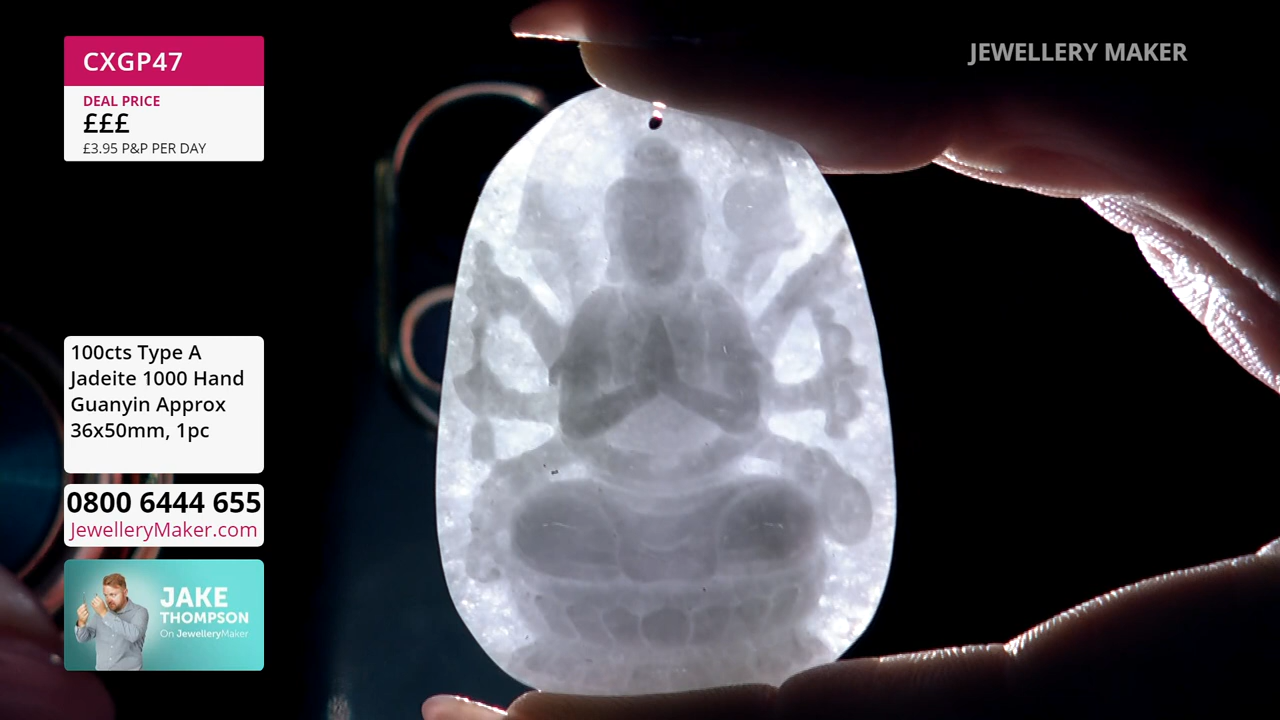 CXGP47
DEAL PRICE
£££
£3.95 P&P PER DAY
JEWELLERY MAKER
100cts Type A
Jadeite 1000 Hand
Guanyin Approx
36x50mm, 1pc
0800 6444 655
JewelleryMaker.com
JAKE
THOMPSON
On JewelleryMaker